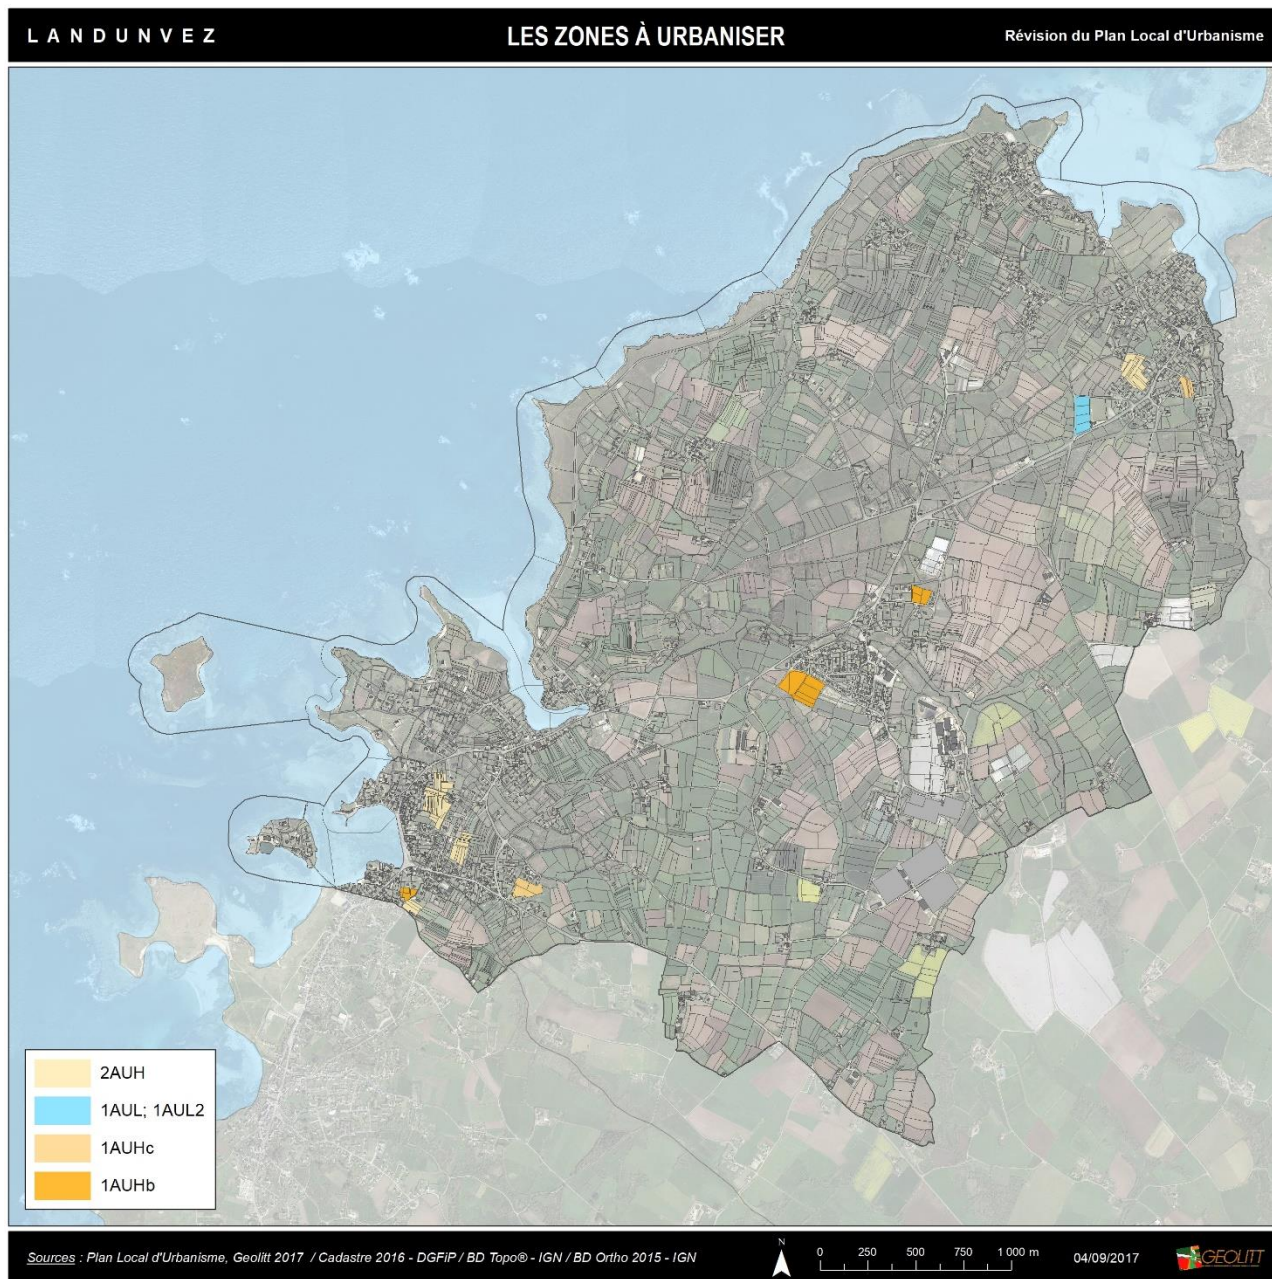 LANDUNVEZ
LES ZONES À URBANISER
Révision du Plan Local d'Urbanisme
2AUH
1AUL; 1AUL2
1AUHc
1AUHb
Sources : Plan Local d'Urbanisme, Geolitt 2017 / Cadastre 2016 - DGFiP / BD Topo® - IGN / BD Ortho 2015 - IGN
N
0 250 500 750 1 000 m
04/09/2017
GEOLITT